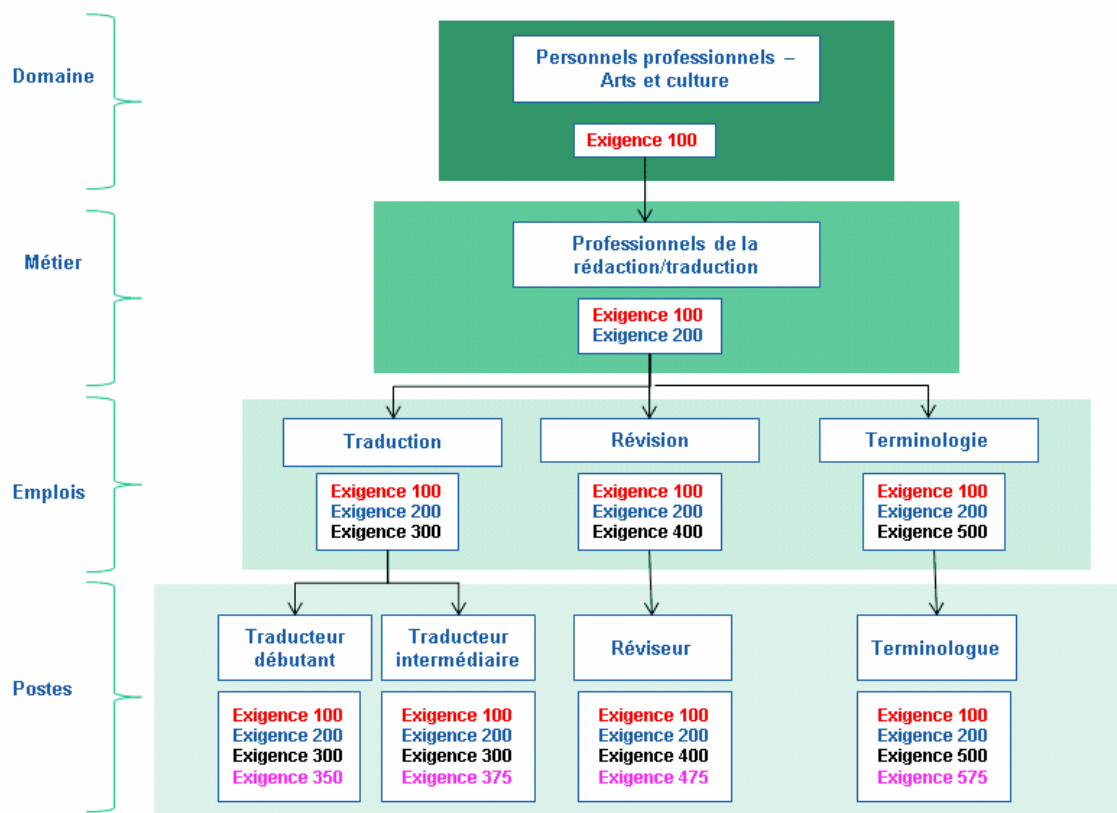 Domaine
Personnels professionnels –
Arts et culture
Exigence 100
Métier
Professionnels de la
rédaction/traduction
Exigence 100
Exigence 200
Emplois
Traduction
Révision
Terminologie
Exigence 100
Exigence 200
Exigence 300
Exigence 100
Exigence 200
Exigence 400
Exigence 100
Exigence 200
Exigence 500
Postes
Traducteur
débutant
Traducteur
intermédiaire
Réviseur
Terminologue
Exigence 100
Exigence 200
Exigence 300
Exigence 350
Exigence 100
Exigence 200
Exigence 300
Exigence 375
Exigence 100
Exigence 200
Exigence 400
Exigence 475
Exigence 100
Exigence 200
Exigence 500
Exigence 575